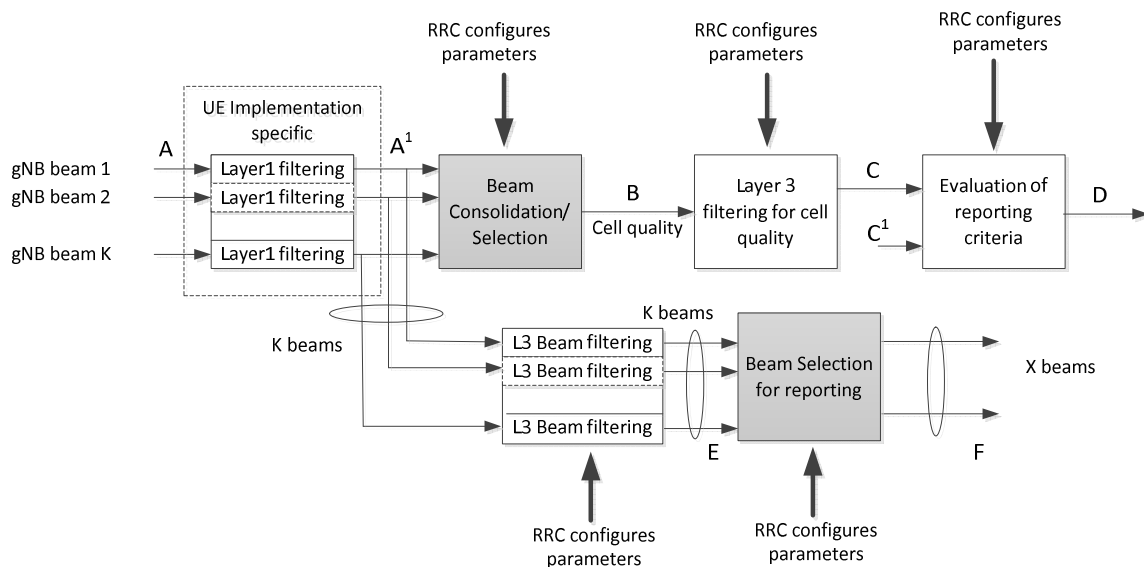 RRC configures
parameters
RRC configures
parameters
RRC configures
parameters
UE Implementation
specific
A
A¹
gNB beam 1
Layer1 filtering
gNB beam 2
Layer1 filtering
gNB beam K
Layer1 filtering
Beam
Consolidation/
Selection
B
Cell quality
Layer 3
filtering for cell
quality
C
C¹
Evaluation of
reporting
criteria
D
K beams
L3 Beam filtering
L3 Beam filtering
L3 Beam filtering
K beams
E
Beam Selection
for reporting
X beams
F
RRC configures
parameters
RRC configures
parameters